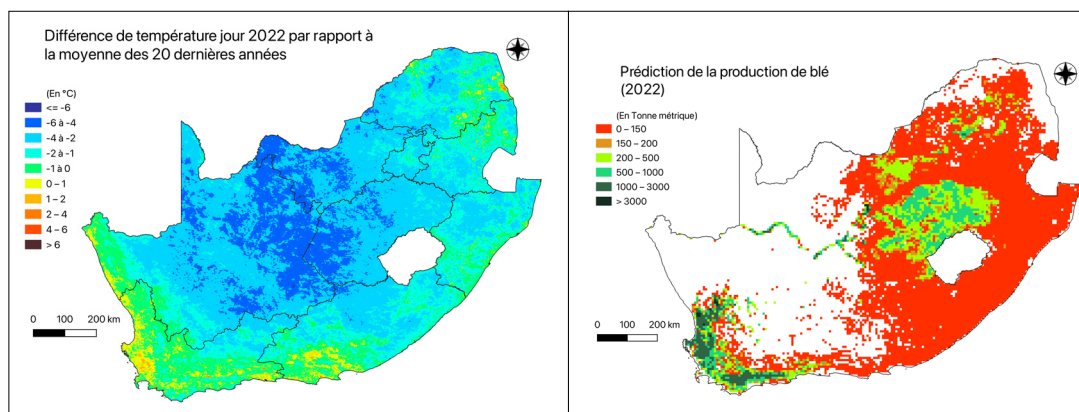 Différence de température jour 2022 par rapport à
la moyenne des 20 dernières années
(En °C)
<= -6
-6 à -4
-4 à -2
-2 à -1
-1 à 0
0 – 1
1 – 2
2 – 4
4 – 6
> 6
0 100 200 km
Prédiction de la production de blé
(2022)
(En Tonne métrique)
0 – 150
150 – 200
200 – 500
500 – 1000
1000 – 3000
> 3000
0 100 200 km